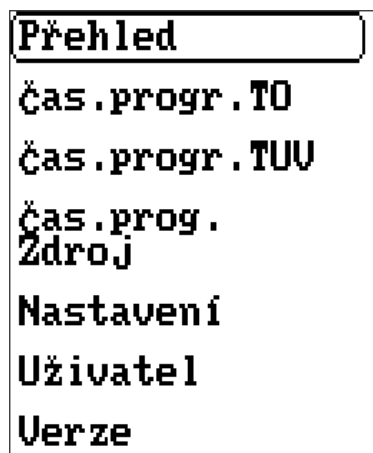 Přehled
čas.progr.TO
čas.progr.TUV
čas.prog.
Zdroj
Nastavení
Uživatel
Verze